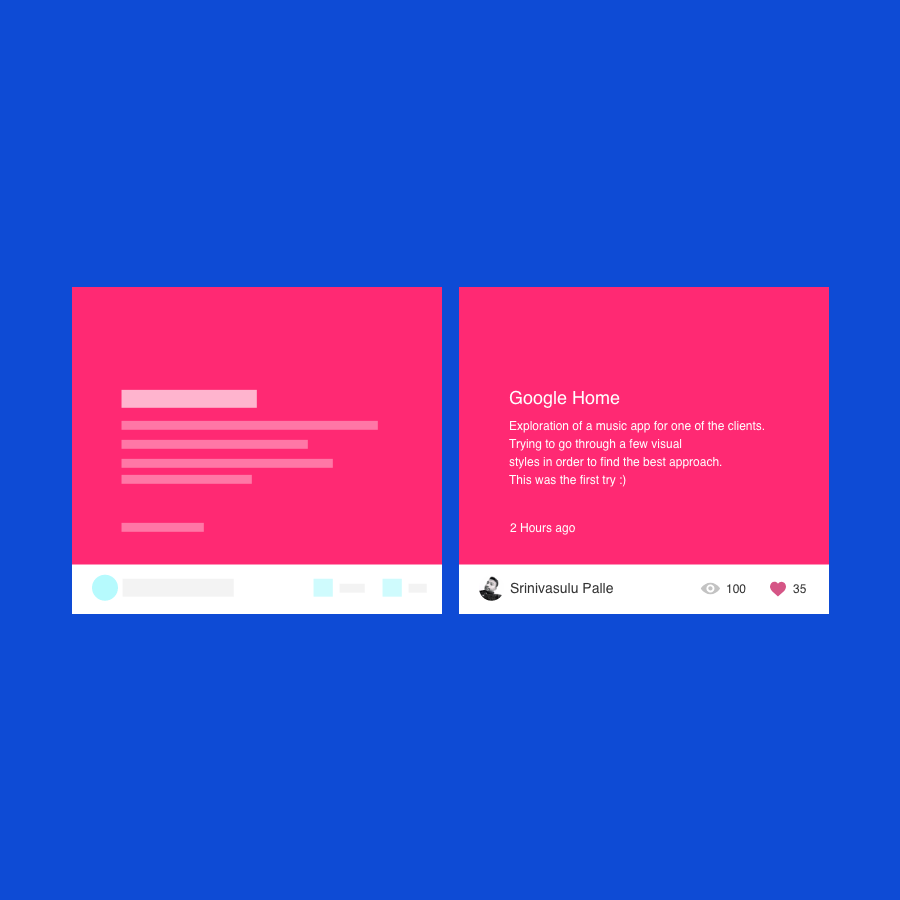 Google Home
Exploration of a music app for one of the clients.
Trying to go through a few visual
styles in order to find the best approach.
This was the first try :)
2 Hours ago
Srinivasulu Palle
100
35